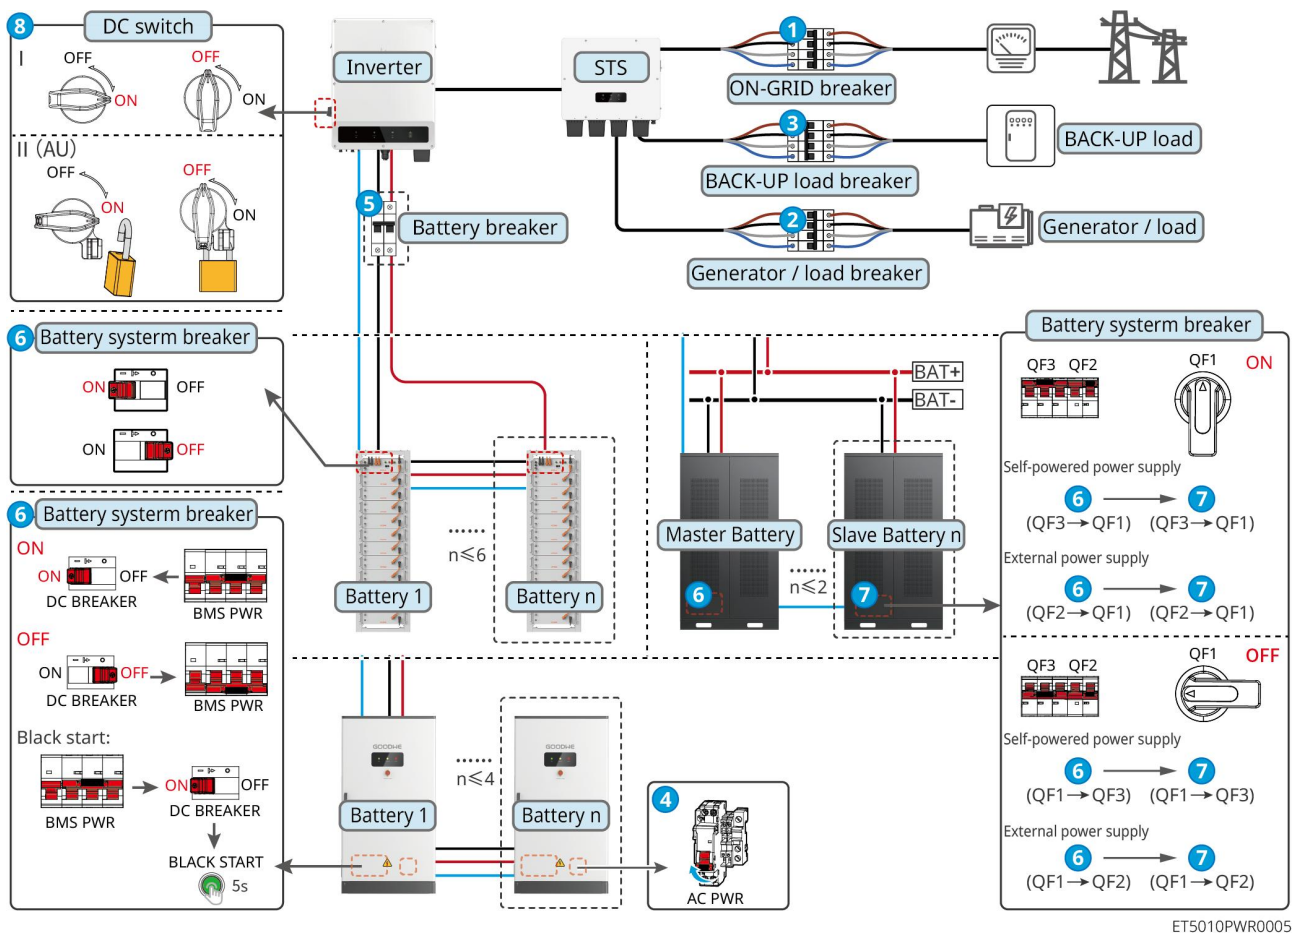 8 DC switch
I
OFF
ON
OFF
ON
II (AU)
OFF
ON
OFF
ON
Inverter
STS
1
ON-GRID breaker
3
BACK-UP load breaker
BACK-UP load
2
Generator / load breaker
Generator / load
5
Battery breaker
6 Battery systerm breaker
ON OFF
ON OFF
6 Battery systerm breaker
ON
ON OFF
DC BREAKER
BMS PWR
OFF
ON OFF
DC BREAKER
BMS PWR
Black start:
BMS PWR
ON OFF
DC BREAKER
BLACK START
5s
Battery 1
n≤6
Battery n
BAT+
BAT-
Master Battery
Slave Battery n
n≤2
6
7
GOODWE
Battery 1
n≤4
GOODWE
Battery n
4
AC PWR
Battery systerm breaker
QF3 QF2
QF1
ON
Self-powered power supply
6 → 7
(QF3→QF1) (QF3→QF1)
External power supply
6 → 7
(QF2→QF1) (QF2→QF1)
QF3 QF2
QF1
OFF
Self-powered power supply
6 → 7
(QF1→QF3) (QF1→QF3)
External power supply
6 → 7
(QF1→QF2) (QF1→QF2)
ET5010PWR0005